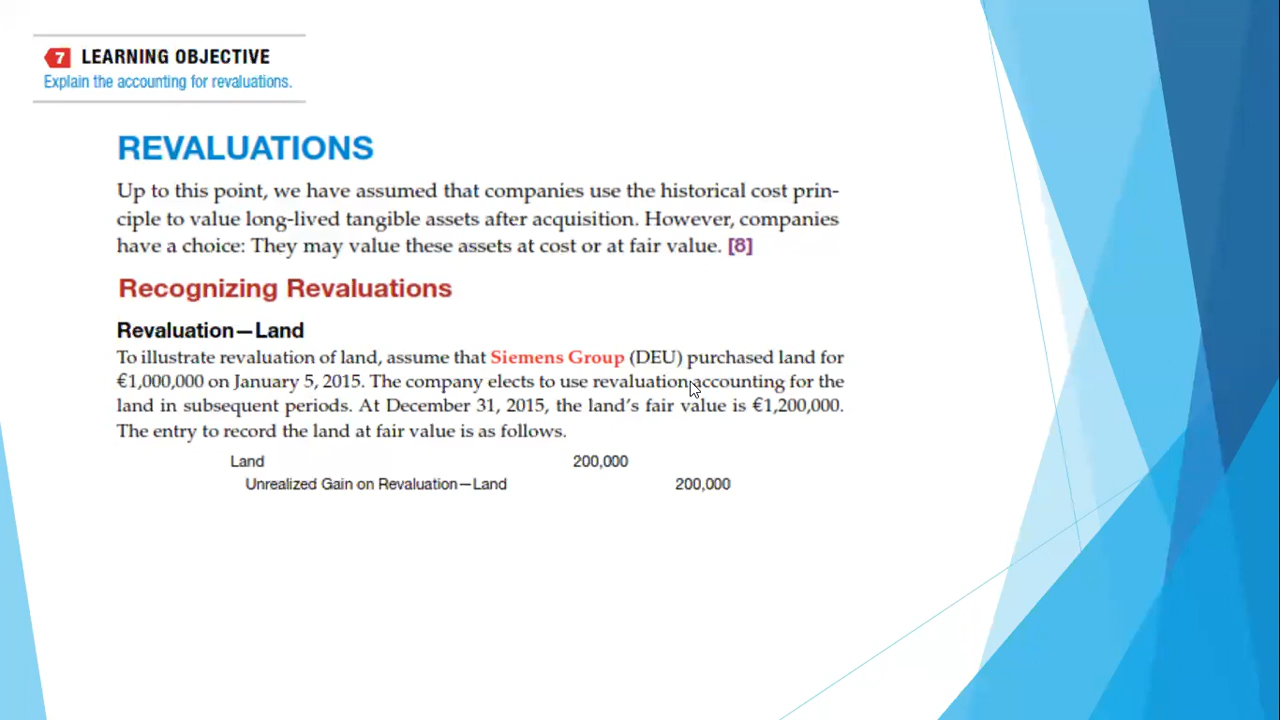 7 LEARNING OBJECTIVE
Explain the accounting for revaluations.
REVALUATIONS
Up to this point, we have assumed that companies use the historical cost prin-
ciple to value long-lived tangible assets after acquisition. However, companies
have a choice: They may value these assets at cost or at fair value. [8]
Recognizing Revaluations
Revaluation—Land
To illustrate revaluation of land, assume that Siemens Group (DEU) purchased land for
€1,000,000 on January 5, 2015. The company elects to use revaluation accounting for the
land in subsequent periods. At December 31, 2015, the land's fair value is €1,200,000.
The entry to record the land at fair value is as follows.
Land 200,000
Unrealized Gain on Revaluation—Land 200,000